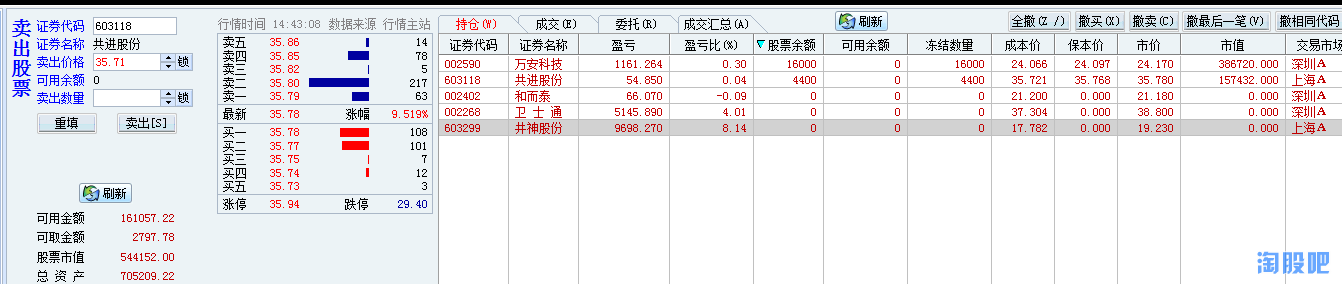 卖出股票
证券代码 603118
证券名称 共进股份
卖出价格 35.71 锁
可用余额 0
卖出数量 锁
重填 卖出[S]
刷新
可用金额 161057.22
可取金额 2797.78
股票市值 544152.00
总 资 产 705209.22
行情时间 14:43:08 数据来源 行情主站
卖五 35.86 14
卖四 35.85 78
卖三 35.82 5
卖二 35.80 217
卖一 35.79 63
最新 35.78 涨幅 9.519%
买一 35.78 108
买二 35.77 101
买三 35.75 7
买四 35.74 12
买五 35.73 3
涨停 35.94 跌停 29.40
持仓(W) 成交(E) 委托(R) 成交汇总(A) 刷新 全撤(Z /) 撤买(X) 撤卖(C) 撤最后一笔(V) 撤相同代码
证券代码 证券名称 盈亏 盈亏比(%) 股票余额 可用余额 冻结数量 成本价 保本价 市价 市值 交易市场
002590 万安科技 1161.264 0.30 16000 0 16000 24.066 24.097 24.170 386720.000 深圳A
603118 共进股份 54.850 0.04 4400 0 4400 35.721 35.768 35.780 157432.000 上海A
002402 和而泰 66.070 -0.09 0 0 0 21.200 0.000 21.180 0.000 深圳A
002268 卫 士 通 5145.890 4.01 0 0 0 37.304 0.000 38.800 0.000 深圳A
603299 井神股份 9698.270 8.14 0 0 0 17.782 0.000 19.230 0.000 上海A
淘股吧